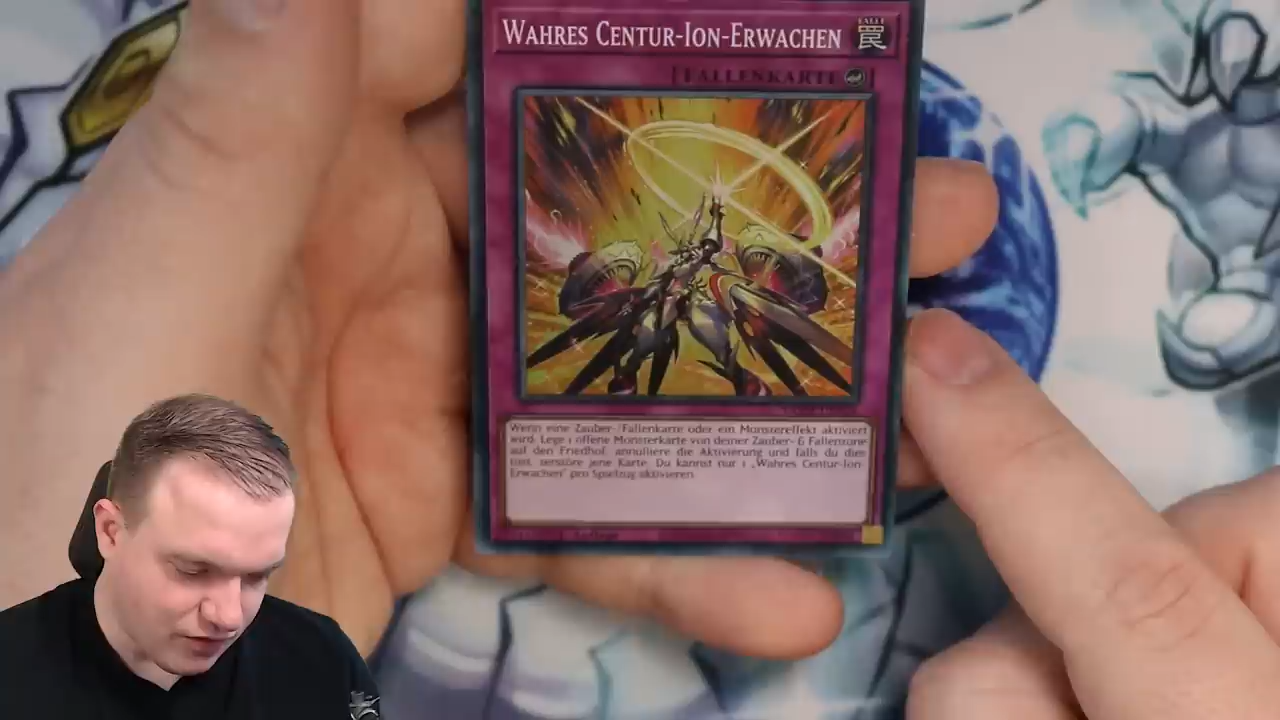 WAHRES CENTUR-ION-ERWACHEN
FALLE
罠
[FALLENKARTE
Wenn eine Zauber-/Fallenkarte oder ein Monstereffekt aktiviert
wird: Lege 1 offene Monsterkarte von deiner Zauber- & Fallenzone
auf den Friedhof; annulliere die Aktivierung und falls du dies
tust, zerstöre jene Karte. Du kannst nur 1 „Wahres Centur-Ion-
Erwachen" pro Spielzug aktivieren.